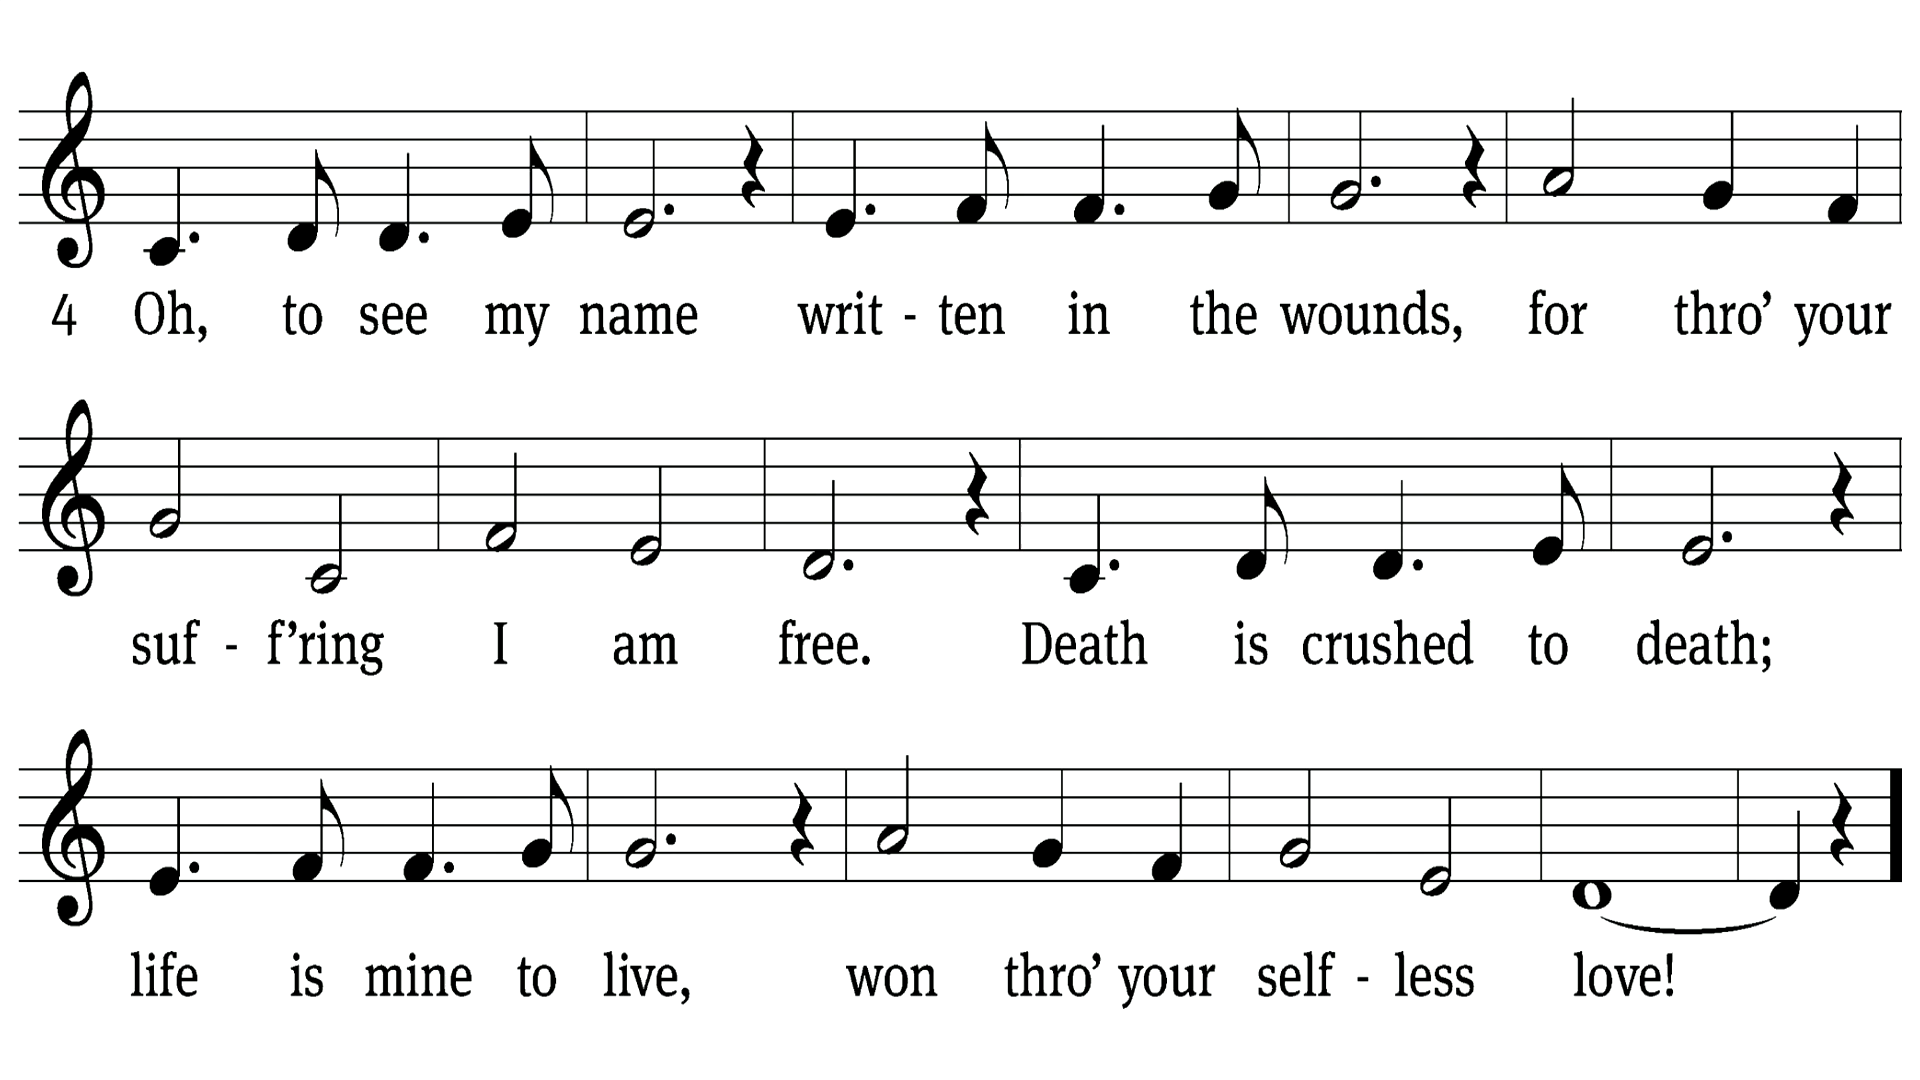 4 Oh, to see my name writ - ten in the wounds, for thro’ your
suf - f’ring I am free. Death is crushed to death;
life is mine to live, won thro’ your self - less love!